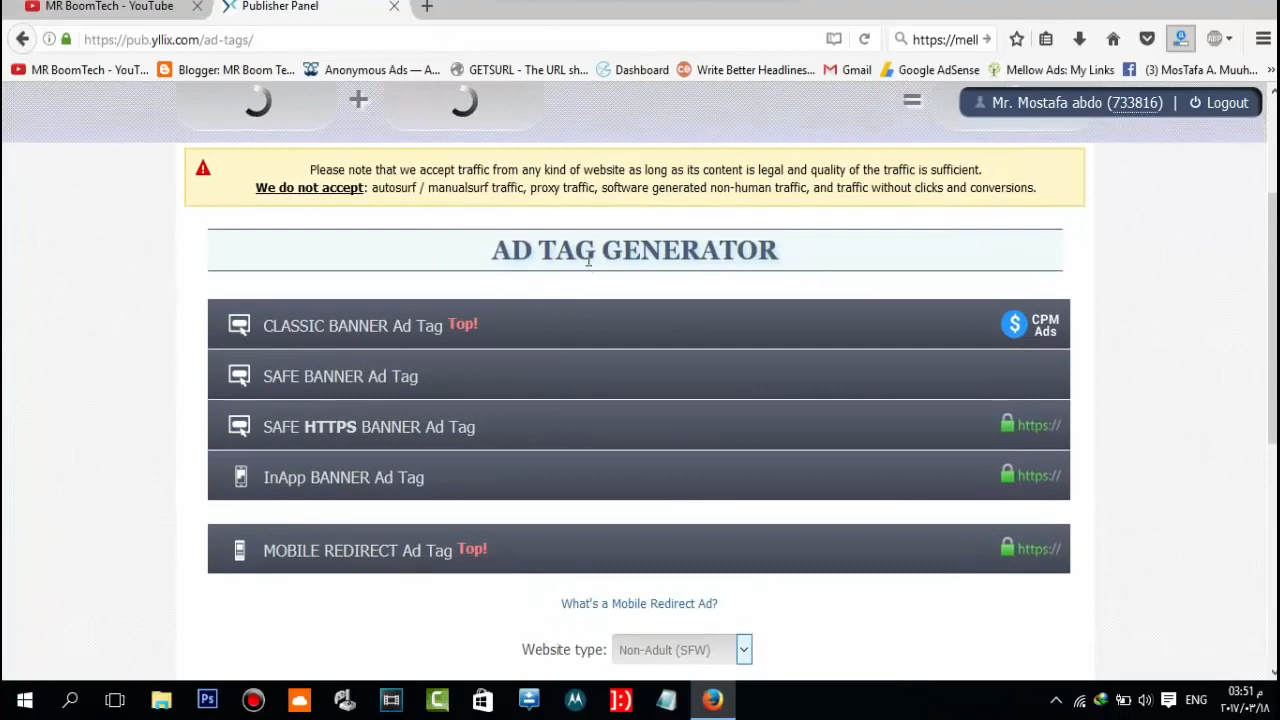 MR BoomTech - YouTube
Publisher Panel
https://pub.yllix.com/ad-tags/
https://mell
MR BoomTech - YouT...
Blogger: MR Boom Te...
Anonymous Ads — A...
GETSURL - The URL sh...
Dashboard
Write Better Headlines...
Gmail
Google AdSense
Mellow Ads: My Links
(3) MosTafa A. Muuh...
Mr. Mostafa abdo (733816) | Logout
Please note that we accept traffic from any kind of website as long as its content is legal and quality of the traffic is sufficient.
We do not accept: autosurf / manualsurf traffic, proxy traffic, software generated non-human traffic, and traffic without clicks and conversions.
AD TAG GENERATOR
CLASSIC BANNER Ad Tag Top!
CPM
Ads
SAFE BANNER Ad Tag
SAFE HTTPS BANNER Ad Tag
https://
InApp BANNER Ad Tag
https://
MOBILE REDIRECT Ad Tag Top!
https://
What's a Mobile Redirect Ad?
Website type: Non-Adult (SFW)
ENG
م 03:51
٢٠١٧/٠٣/١٨